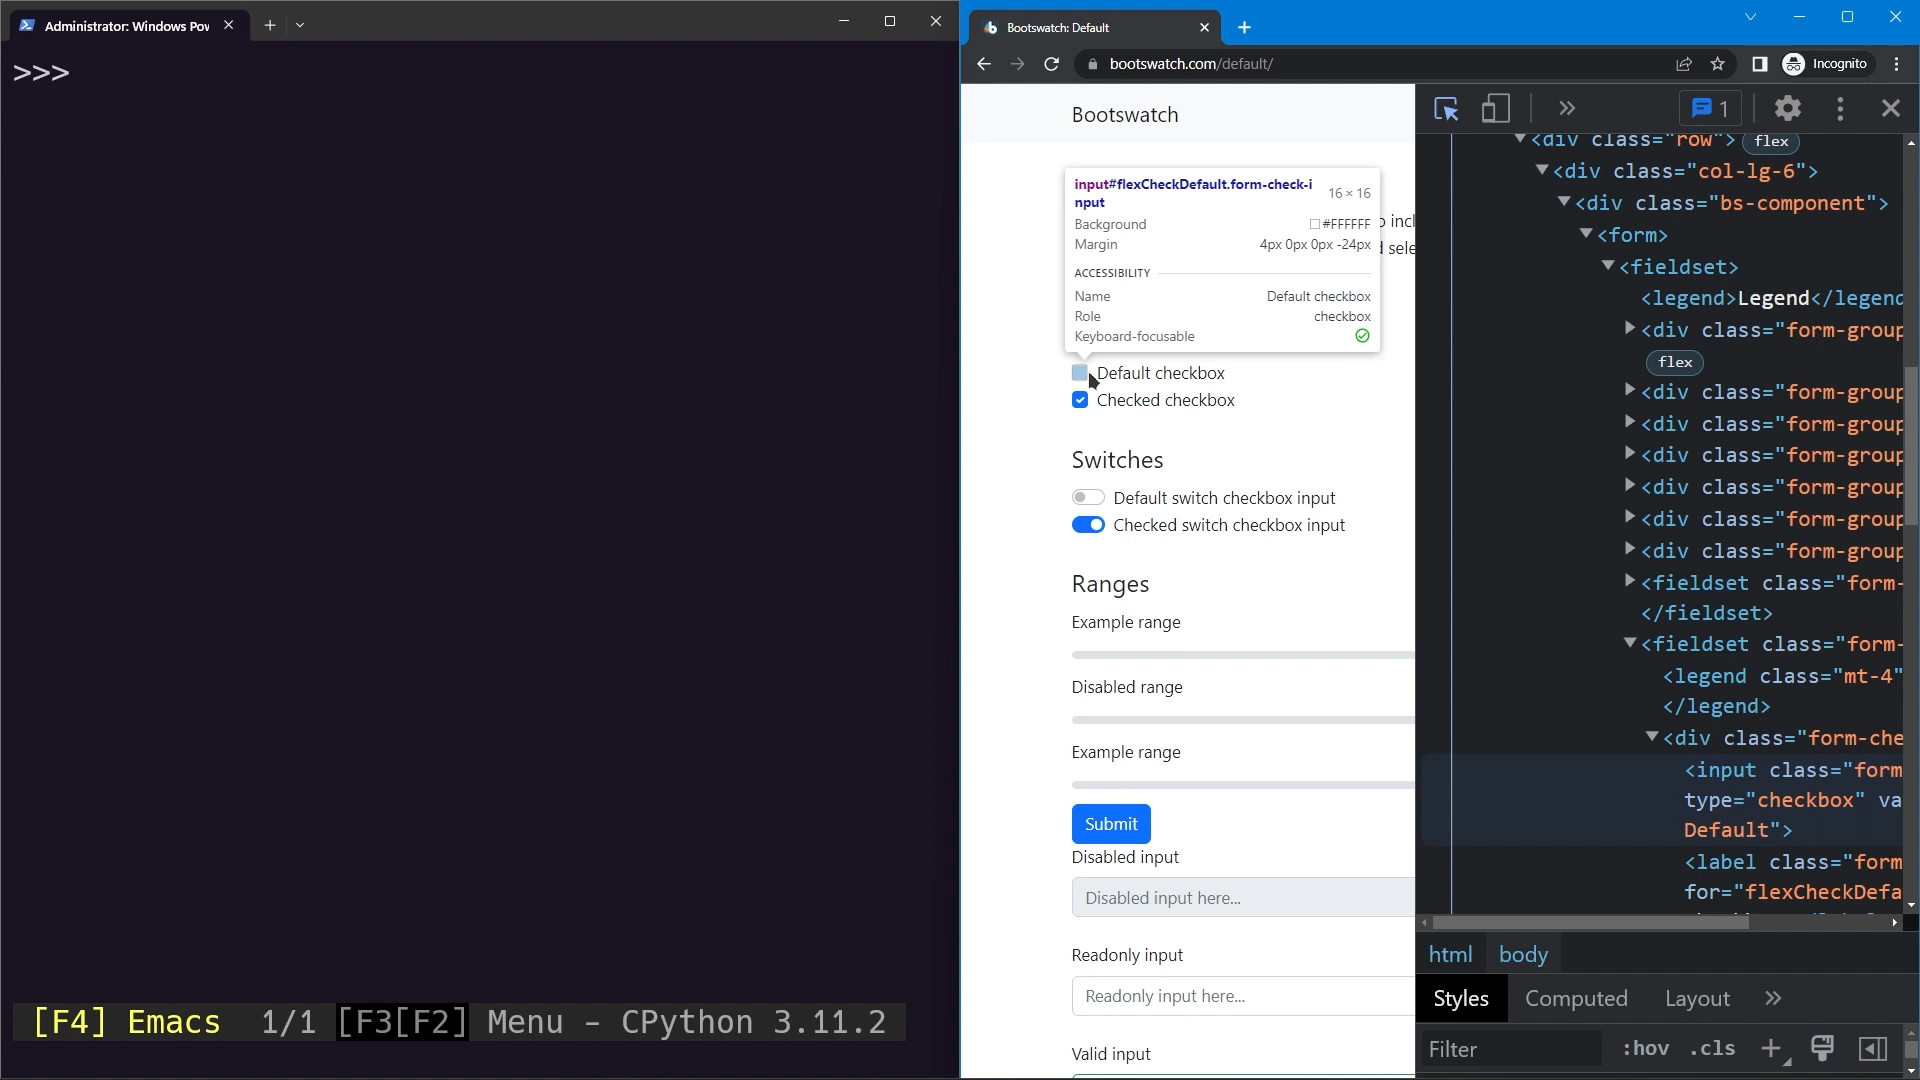 Administrator: Windows Pov
>>>
[F4] Emacs 1/1 [F3[F2] Menu - CPython 3.11.2
Bootswatch: Default
bootswatch.com/default/
Incognito
Bootswatch
input#flexCheckDefault.form-check-i
nput
16 × 16
Background #FFFFFF
Margin 4px 0px 0px -24px
ACCESSIBILITY
Name Default checkbox
Role checkbox
Keyboard-focusable
o incl
d sele
Default checkbox
Checked checkbox
Switches
Default switch checkbox input
Checked switch checkbox input
Ranges
Example range
Disabled range
Example range
Submit
Disabled input
Disabled input here...
Readonly input
Readonly input here...
Valid input
1
<div class="row"> flex
<div class="col-lg-6">
<div class="bs-component">
<form>
<fieldset>
<legend>Legend</legend
<div class="form-group
flex
<div class="form-group
<div class="form-group
<div class="form-group
<div class="form-group
<div class="form-group
<div class="form-group
<fieldset class="form-
</fieldset>
<fieldset class="form-
<legend class="mt-4"
</legend>
<div class="form-che
<input class="form
type="checkbox" va
Default">
<label class="form
for="flexCheckDefa
html body
Styles Computed Layout
Filter :hov .cls